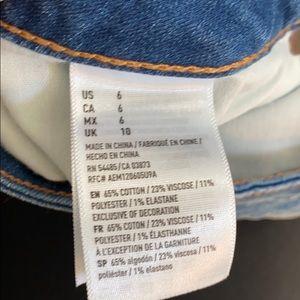 US 6
CA 6
MX 6
UK 10
MADE IN CHINA / FABRIQUÉ EN CHINE /
HECHO EN CHINA
RN 54485/ CA 03873
RFC# AEM120605U9A
EN: 65% COTTON / 23% VISCOSE / 11%
POLYESTER / 1% ELASTANE
EXCLUSIVE OF DECORATION
FR: 65% COTON / 23% VISCOSE / 11%
POLYESTER / 1% ÉLASTHANNE
À L'EXCEPTION DE LA GARNITURE
SP: 65% algodón / 23% viscosa / 11%
poliéster / 1% elastano